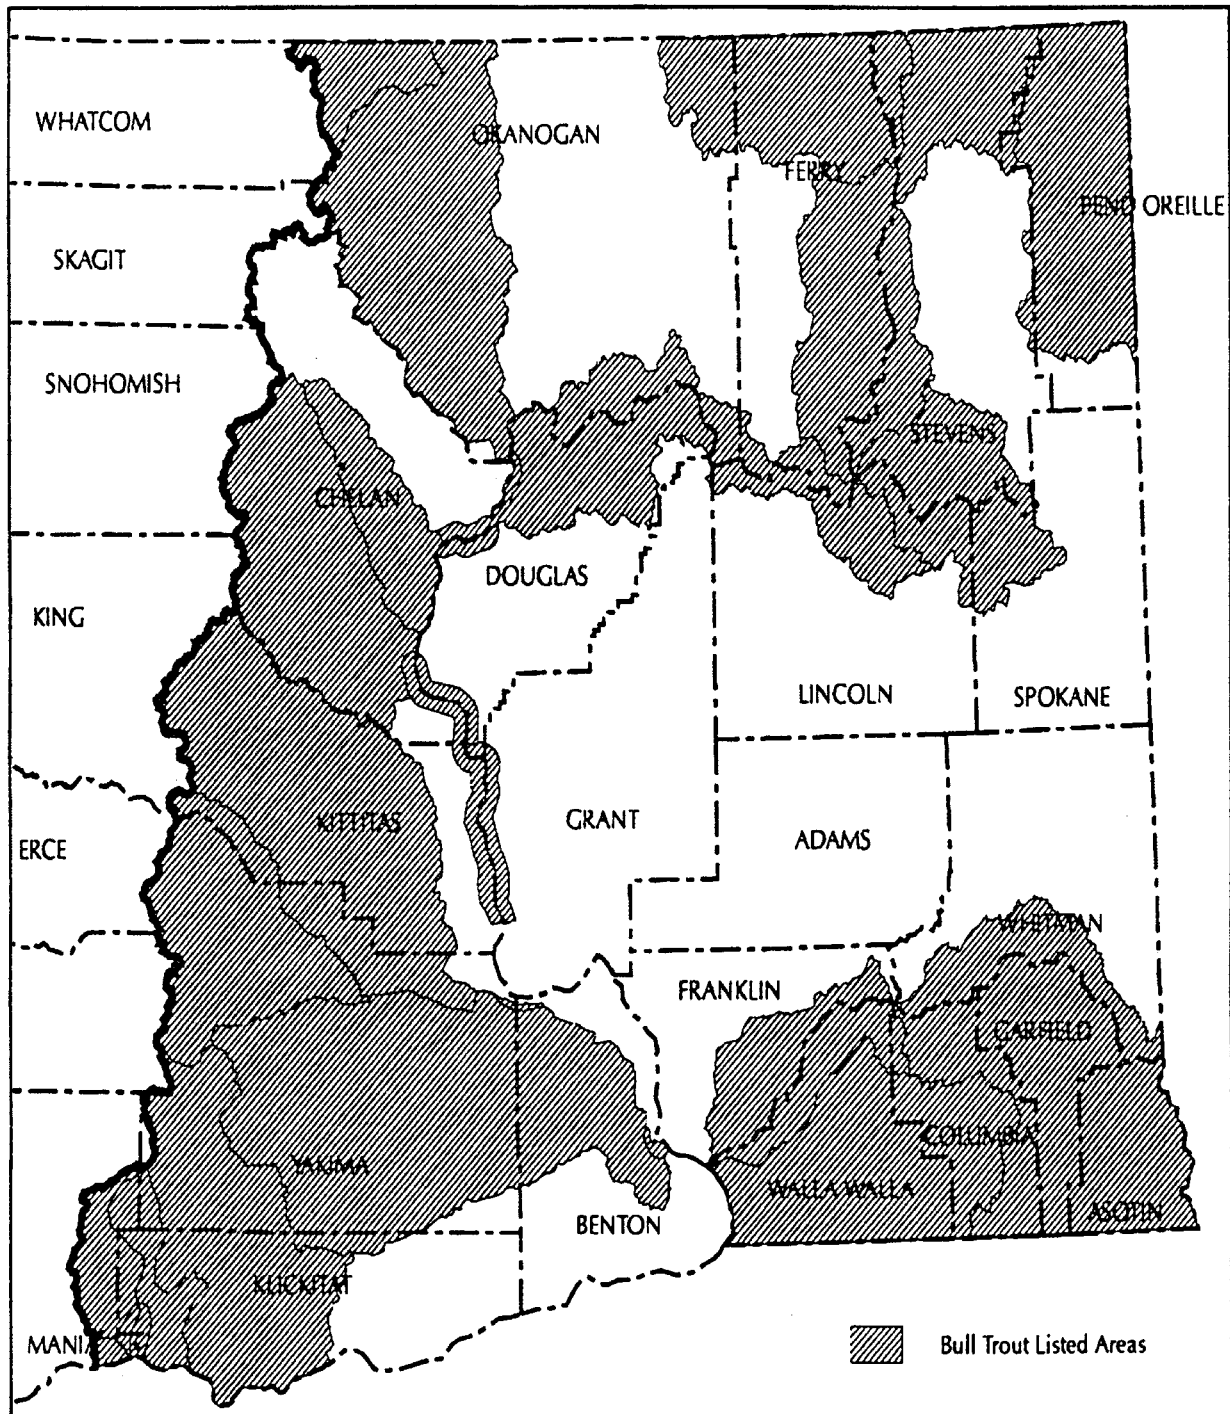 WHATCOM
OKANOGAN
FERRY
PEND OREILLE
SKAGIT
SNOHOMISH
STEVENS
CHELAN
DOUGLAS
KING
LINCOLN
SPOKANE
KITTITAS
GRANT
ADAMS
ERCE
WHITMAN
FRANKLIN
GARFIELD
COLUMBIA
YAKIMA
WALLA WALLA
ASOTIN
BENTON
KLICKITAT
MANIA
Bull Trout Listed Areas